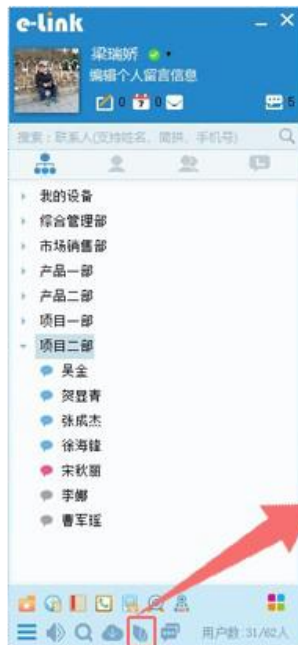 e-Link
梁瑞娇
编辑个人留言信息
0 0 5
搜索：联系人(支持姓名、简拼、手机号)
我的设备
综合管理部
市场销售部
产品一部
产品二部
项目一部
项目二部
吴金
贺显青
张成杰
徐海锋
宋秋丽
李娜
曹军瑶
用户数:31/62人